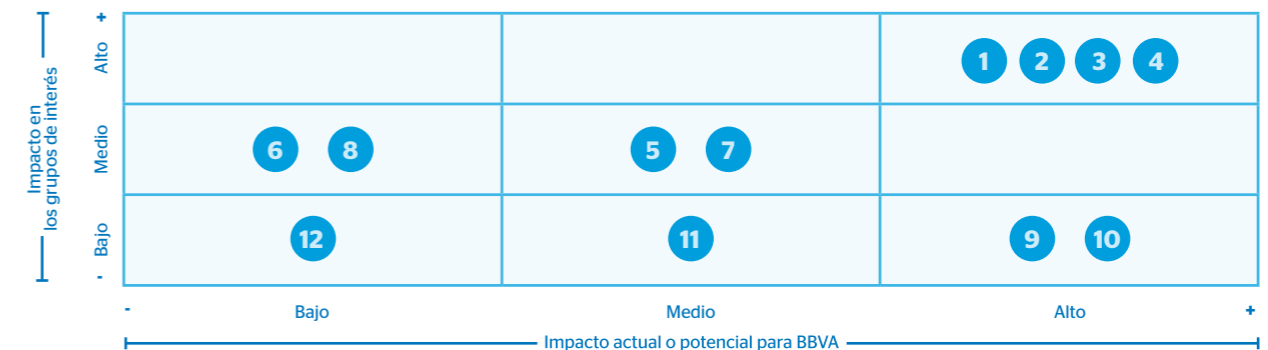 +
Alto
1 2 3 4
Impacto en
los grupos de interés
Medio
6 8 5 7
Bajo
12 11 9 10
-
- Bajo Medio Alto +
Impacto actual o potencial para BBVA